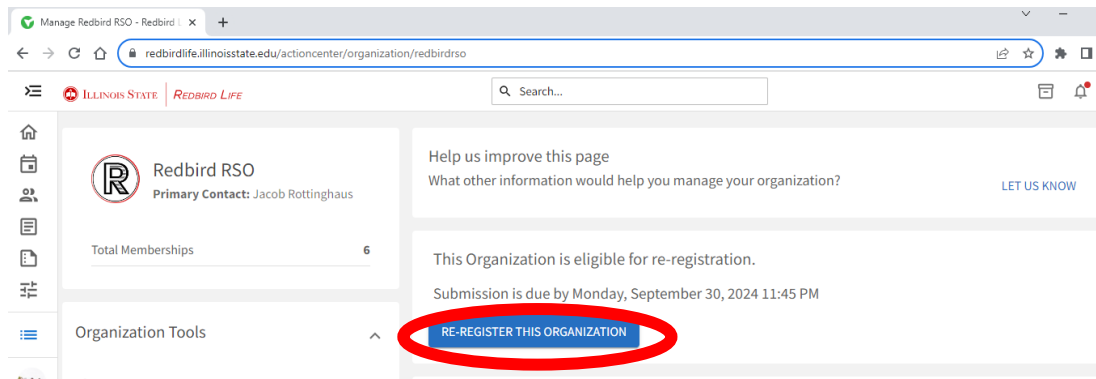 Manage Redbird RSO - Redbird L
redbirdlife.illinoisstate.edu/actioncenter/organization/redbirdrso
ILLINOIS STATE REDBIRD LIFE
Search...
Redbird RSO
Primary Contact: Jacob Rottinghaus
Total Memberships 6
Organization Tools
Help us improve this page
What other information would help you manage your organization?
LET US KNOW
This Organization is eligible for re-registration.
Submission is due by Monday, September 30, 2024 11:45 PM
RE-REGISTER THIS ORGANIZATION